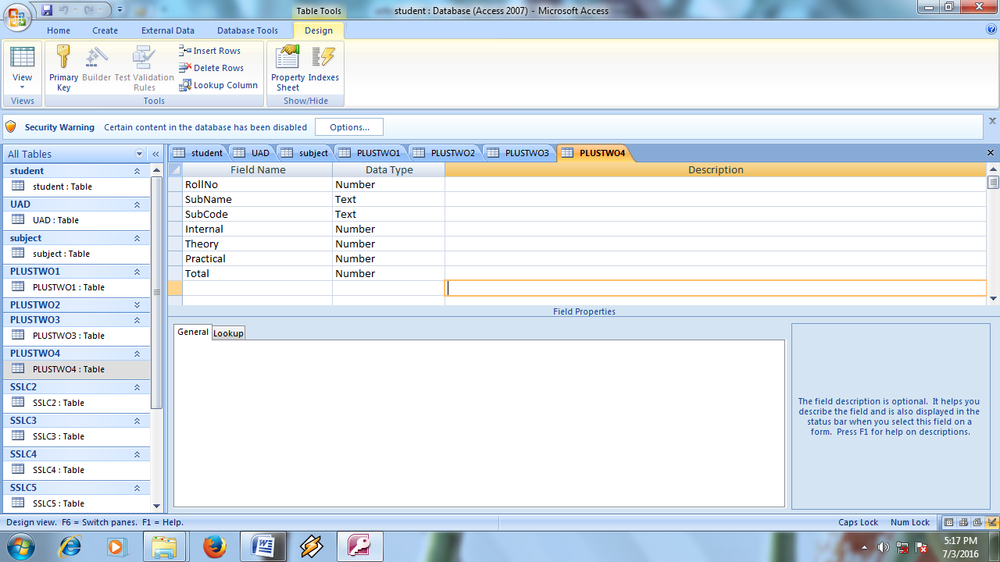 Table Tools
student : Database (Access 2007) - Microsoft Access
Home Create External Data Database Tools Design
View
Primary Key
Builder
Test Validation Rules
Insert Rows
Delete Rows
Lookup Column
Property Sheet
Indexes
Views Tools Show/Hide
Security Warning Certain content in the database has been disabled Options...
All Tables
student
student : Table
UAD
UAD : Table
subject
subject : Table
PLUSTWO1
PLUSTWO1 : Table
PLUSTWO2
PLUSTWO3
PLUSTWO3 : Table
PLUSTWO4
PLUSTWO4 : Table
SSLC2
SSLC2 : Table
SSLC3
SSLC3 : Table
SSLC4
SSLC4 : Table
SSLC5
SSLC5 : Table
student UAD subject PLUSTWO1 PLUSTWO2 PLUSTWO3 PLUSTWO4
Field Name Data Type Description
RollNo Number
SubName Text
SubCode Text
Internal Number
Theory Number
Practical Number
Total Number
Field Properties
General Lookup
The field description is optional. It helps you
describe the field and is also displayed in the
status bar when you select this field on a
form. Press F1 for help on descriptions.
Design view. F6 = Switch panes. F1 = Help.
Caps Lock Num Lock
5:17 PM
7/3/2016